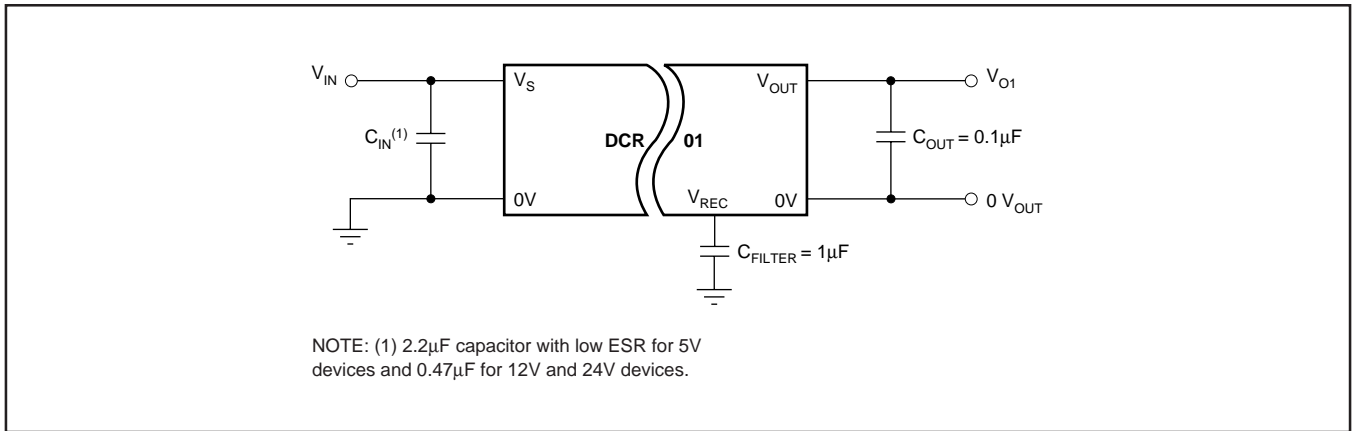 V_IN
V_S
V_OUT
V_O1
C_IN^(1)
DCR 01
C_OUT = 0.1µF
0V
V_REC
0V
0 V_OUT
C_FILTER = 1µF
NOTE: (1) 2.2µF capacitor with low ESR for 5V
devices and 0.47µF for 12V and 24V devices.